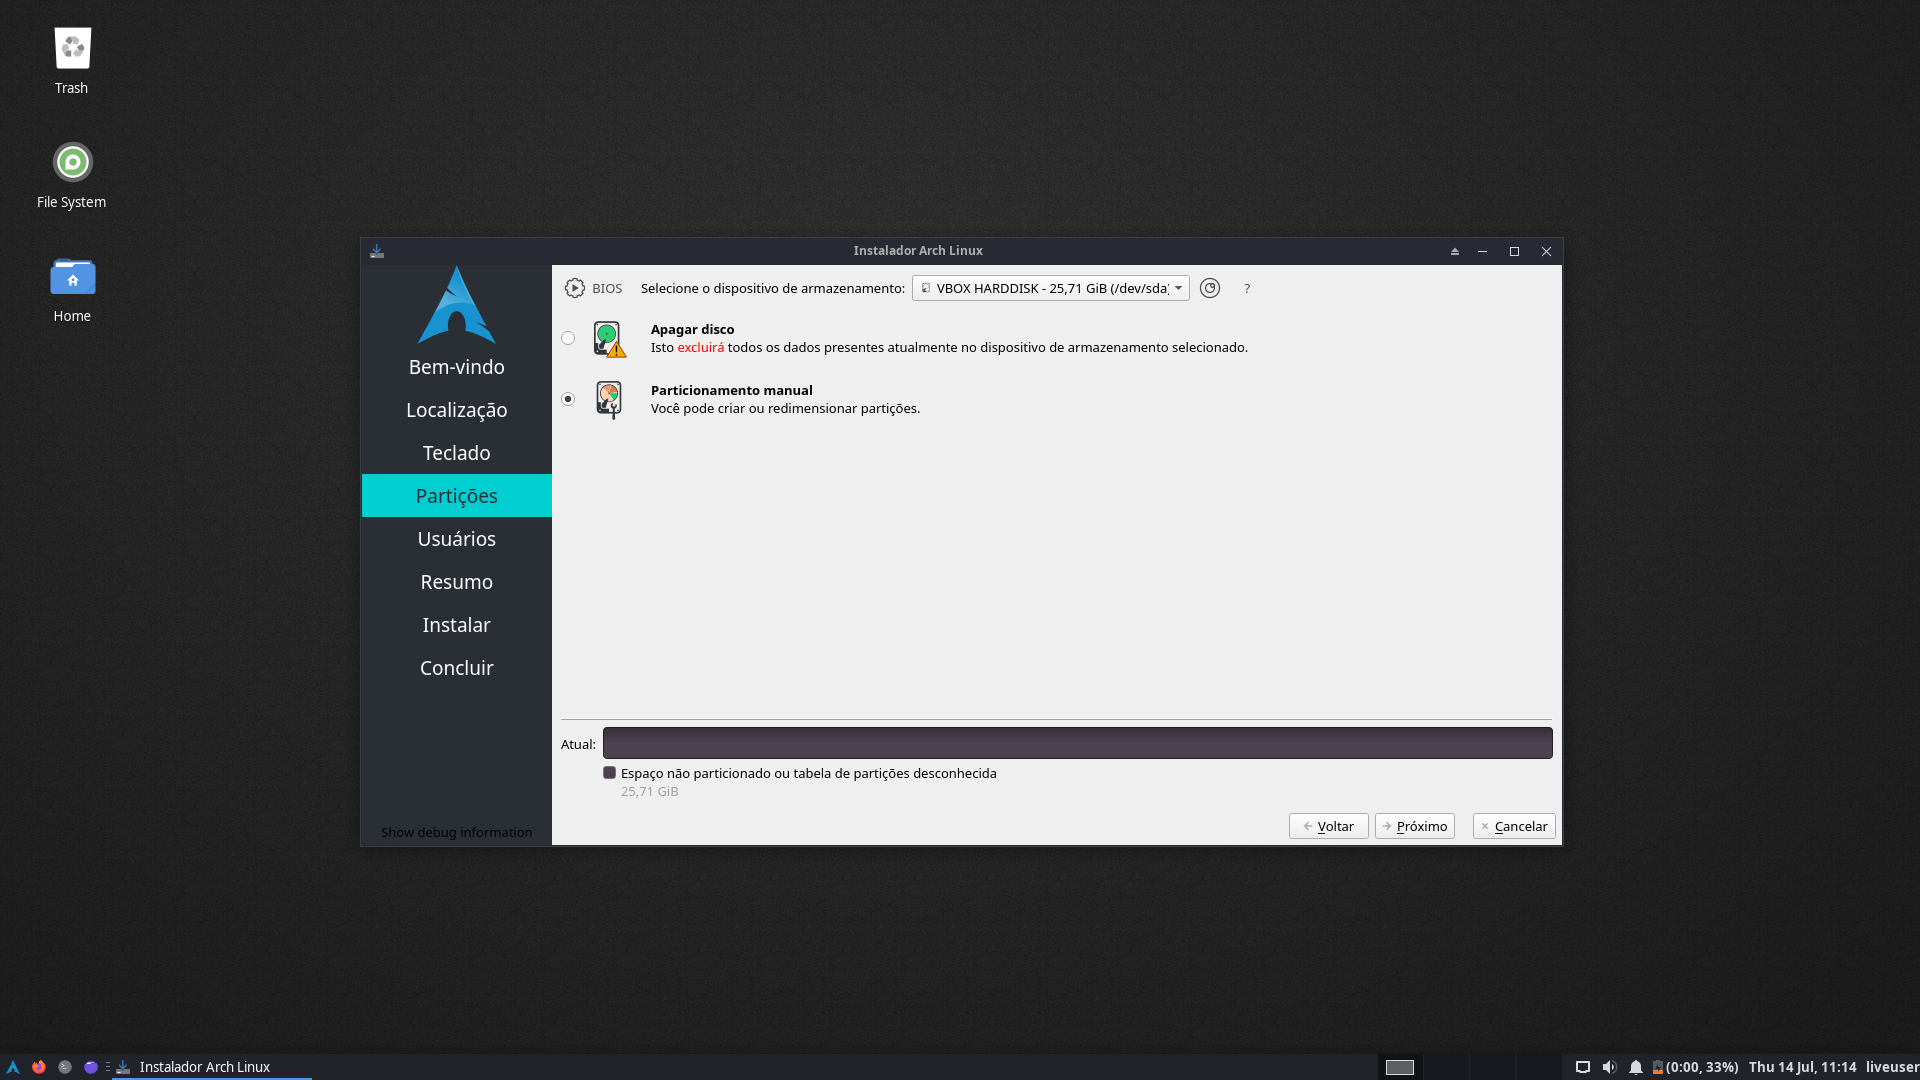 Trash
File System
Home
Instalador Arch Linux
Bem-vindo
Localização
Teclado
Partições
Usuários
Resumo
Instalar
Concluir
Show debug information
BIOS
Selecione o dispositivo de armazenamento:
VBOX HARDDISK - 25,71 GiB (/dev/sda)
?
Apagar disco
Isto excluirá todos os dados presentes atualmente no dispositivo de armazenamento selecionado.
Particionamento manual
Você pode criar ou redimensionar partições.
Atual:
Espaço não particionado ou tabela de partições desconhecida
25,71 GiB
Voltar
Próximo
Cancelar
Instalador Arch Linux
(0:00, 33%)
Thu 14 Jul, 11:14
liveuser